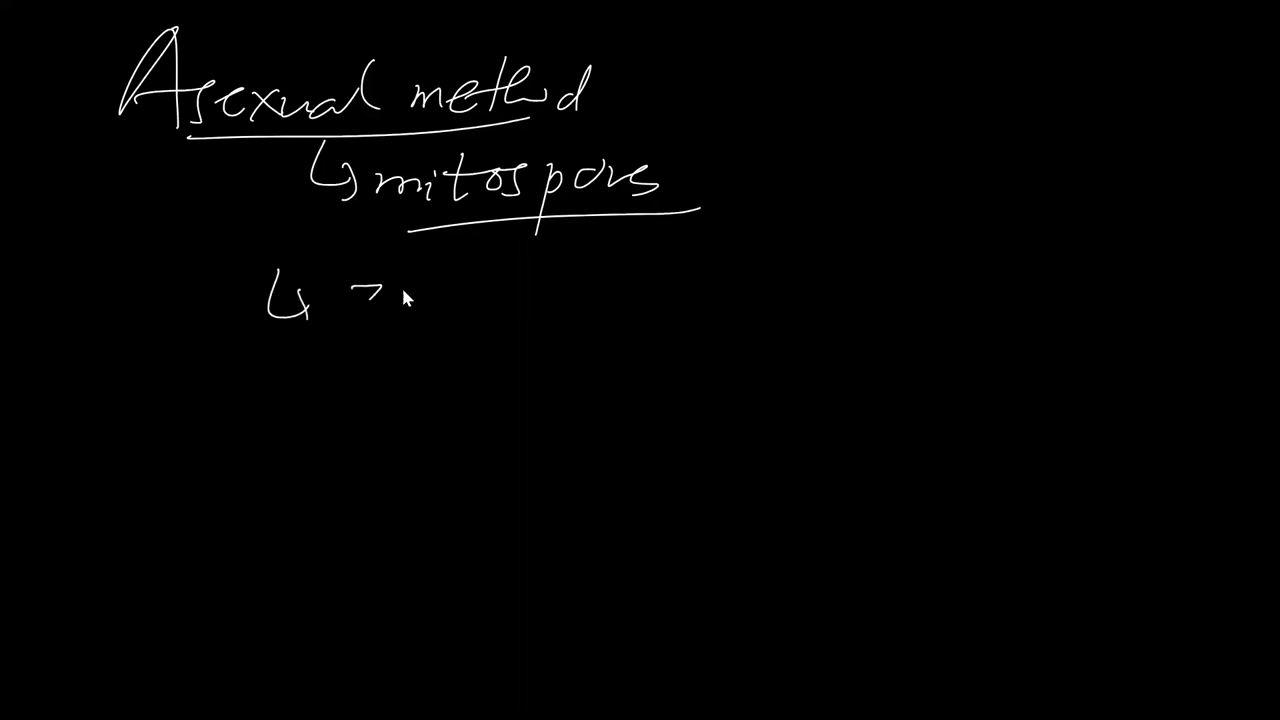 Asexual method
↳ mitospores
↳